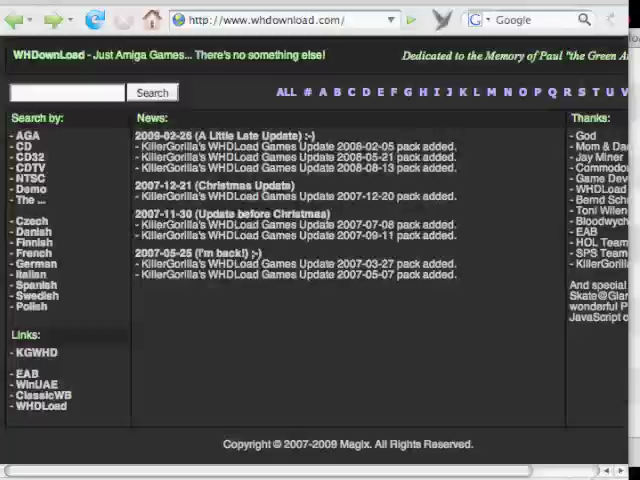 http://www.whdownload.com/
Google
WHDownLoad - Just Amiga Games... There's no something else!
Dedicated to the Memory of Paul "the Green
Search
ALL # A B C D E F G H I J K L M N O P Q R S T U V
Search by:
- AGA
- CD
- CD32
- CDTV
- NTSC
- Demo
- The ...
- Czech
- Danish
- Finnish
- French
- German
- Italian
- Spanish
- Swedish
- Polish
Links:
- KGWHD
- EAB
- WinUAE
- ClassicWB
- WHDLoad
News:
2009-02-26 (A Little Late Update) :-)
- KillerGorilla's WHDLoad Games Update 2008-02-05 pack added.
- KillerGorilla's WHDLoad Games Update 2008-05-21 pack added.
- KillerGorilla's WHDLoad Games Update 2008-08-13 pack added.
2007-12-21 (Christmas Update)
- KillerGorilla's WHDLoad Games Update 2007-12-20 pack added.
2007-11-30 (Update before Christmas)
- KillerGorilla's WHDLoad Games Update 2007-07-08 pack added.
- KillerGorilla's WHDLoad Games Update 2007-09-11 pack added.
2007-05-25 (I'm back!) ;-)
- KillerGorilla's WHDLoad Games Update 2007-03-27 pack added.
- KillerGorilla's WHDLoad Games Update 2007-05-07 pack added.
Thanks:
- God
- Mom & Da
- Jay Miner
- Commodo
- Game Dev
- WHDLoad
- Bernd Sch
- Toni Wilen
- Bloodwych
- EAB
- HOL Team
- SPS Team
- KillerGoril
And special
Skate@Gla
wonderful P
JavaScript c
Copyright © 2007-2009 Magix. All Rights Reserved.